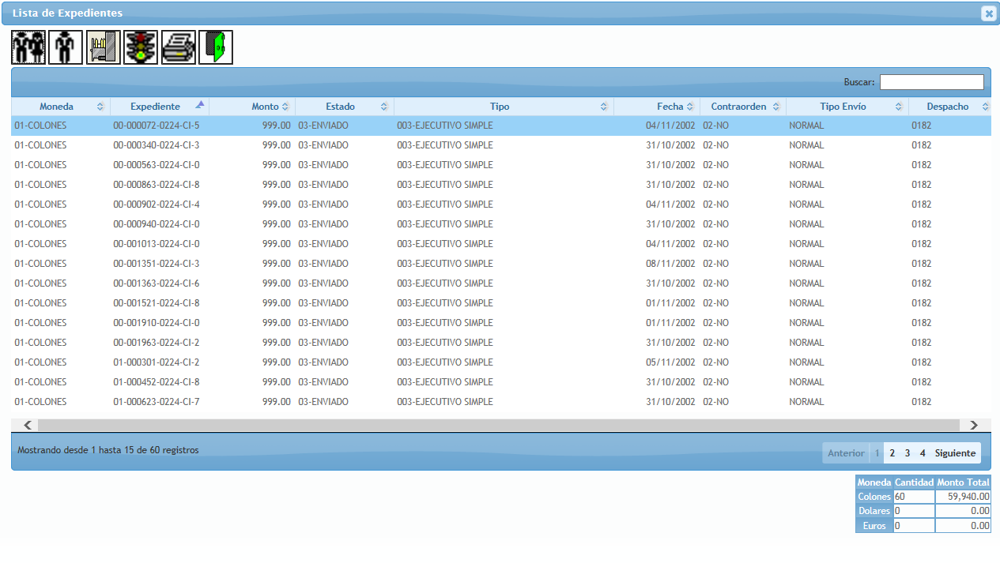 Lista de Expedientes
Buscar:
Moneda Expediente Monto Estado Tipo Fecha Contraorden Tipo Envío Despacho
01-COLONES 00-000072-0224-CI-5 999.00 03-ENVIADO 003-EJECUTIVO SIMPLE 04/11/2002 02-NO NORMAL 0182
01-COLONES 00-000340-0224-CI-3 999.00 03-ENVIADO 003-EJECUTIVO SIMPLE 31/10/2002 02-NO NORMAL 0182
01-COLONES 00-000563-0224-CI-0 999.00 03-ENVIADO 003-EJECUTIVO SIMPLE 31/10/2002 02-NO NORMAL 0182
01-COLONES 00-000863-0224-CI-8 999.00 03-ENVIADO 003-EJECUTIVO SIMPLE 31/10/2002 02-NO NORMAL 0182
01-COLONES 00-000902-0224-CI-4 999.00 03-ENVIADO 003-EJECUTIVO SIMPLE 04/11/2002 02-NO NORMAL 0182
01-COLONES 00-000940-0224-CI-0 999.00 03-ENVIADO 003-EJECUTIVO SIMPLE 31/10/2002 02-NO NORMAL 0182
01-COLONES 00-001013-0224-CI-0 999.00 03-ENVIADO 003-EJECUTIVO SIMPLE 04/11/2002 02-NO NORMAL 0182
01-COLONES 00-001351-0224-CI-3 999.00 03-ENVIADO 003-EJECUTIVO SIMPLE 08/11/2002 02-NO NORMAL 0182
01-COLONES 00-001363-0224-CI-6 999.00 03-ENVIADO 003-EJECUTIVO SIMPLE 31/10/2002 02-NO NORMAL 0182
01-COLONES 00-001521-0224-CI-8 999.00 03-ENVIADO 003-EJECUTIVO SIMPLE 01/11/2002 02-NO NORMAL 0182
01-COLONES 00-001910-0224-CI-0 999.00 03-ENVIADO 003-EJECUTIVO SIMPLE 01/11/2002 02-NO NORMAL 0182
01-COLONES 00-001963-0224-CI-2 999.00 03-ENVIADO 003-EJECUTIVO SIMPLE 31/10/2002 02-NO NORMAL 0182
01-COLONES 01-000301-0224-CI-2 999.00 03-ENVIADO 003-EJECUTIVO SIMPLE 05/11/2002 02-NO NORMAL 0182
01-COLONES 01-000452-0224-CI-8 999.00 03-ENVIADO 003-EJECUTIVO SIMPLE 31/10/2002 02-NO NORMAL 0182
01-COLONES 01-000623-0224-CI-7 999.00 03-ENVIADO 003-EJECUTIVO SIMPLE 31/10/2002 02-NO NORMAL 0182
Mostrando desde 1 hasta 15 de 60 registros Anterior 1 2 3 4 Siguiente
Moneda Cantidad Monto Total
Colones 60 59,940.00
Dolares 0 0.00
Euros 0 0.00